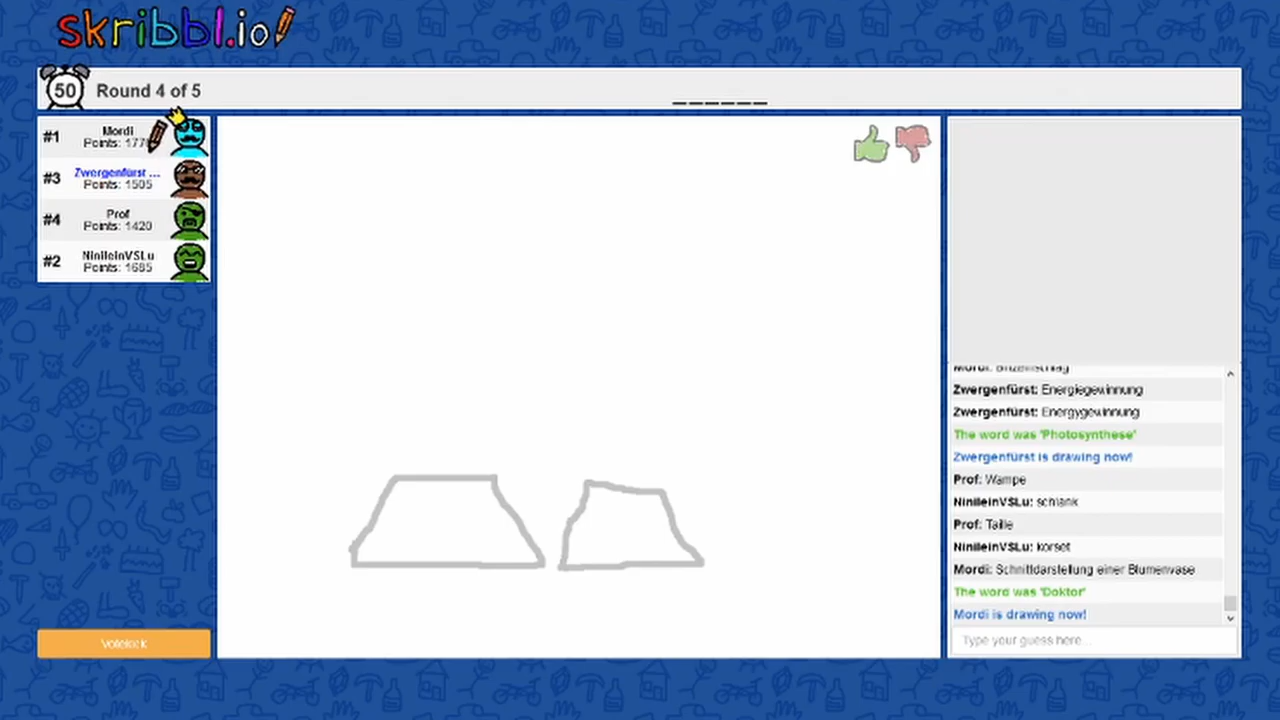 skribbl.io
50 Round 4 of 5
#1 Mordi
Points: 177
#3 Zwergenfürst ...
Points: 1505
#4 Prof
Points: 1420
#2 NinileinVSLu
Points: 1685
Votekick
Zwergenfürst: Energiegewinnung
Zwergenfürst: Energygewinnung
The word was 'Photosynthese'
Zwergenfürst is drawing now!
Prof: Wampe
NinileinVSLu: schlank
Prof: Taille
NinileinVSLu: korset
Mordi: Schnittdarstellung einer Blumenvase
The word was 'Doktor'
Mordi is drawing now!
Type your guess here...